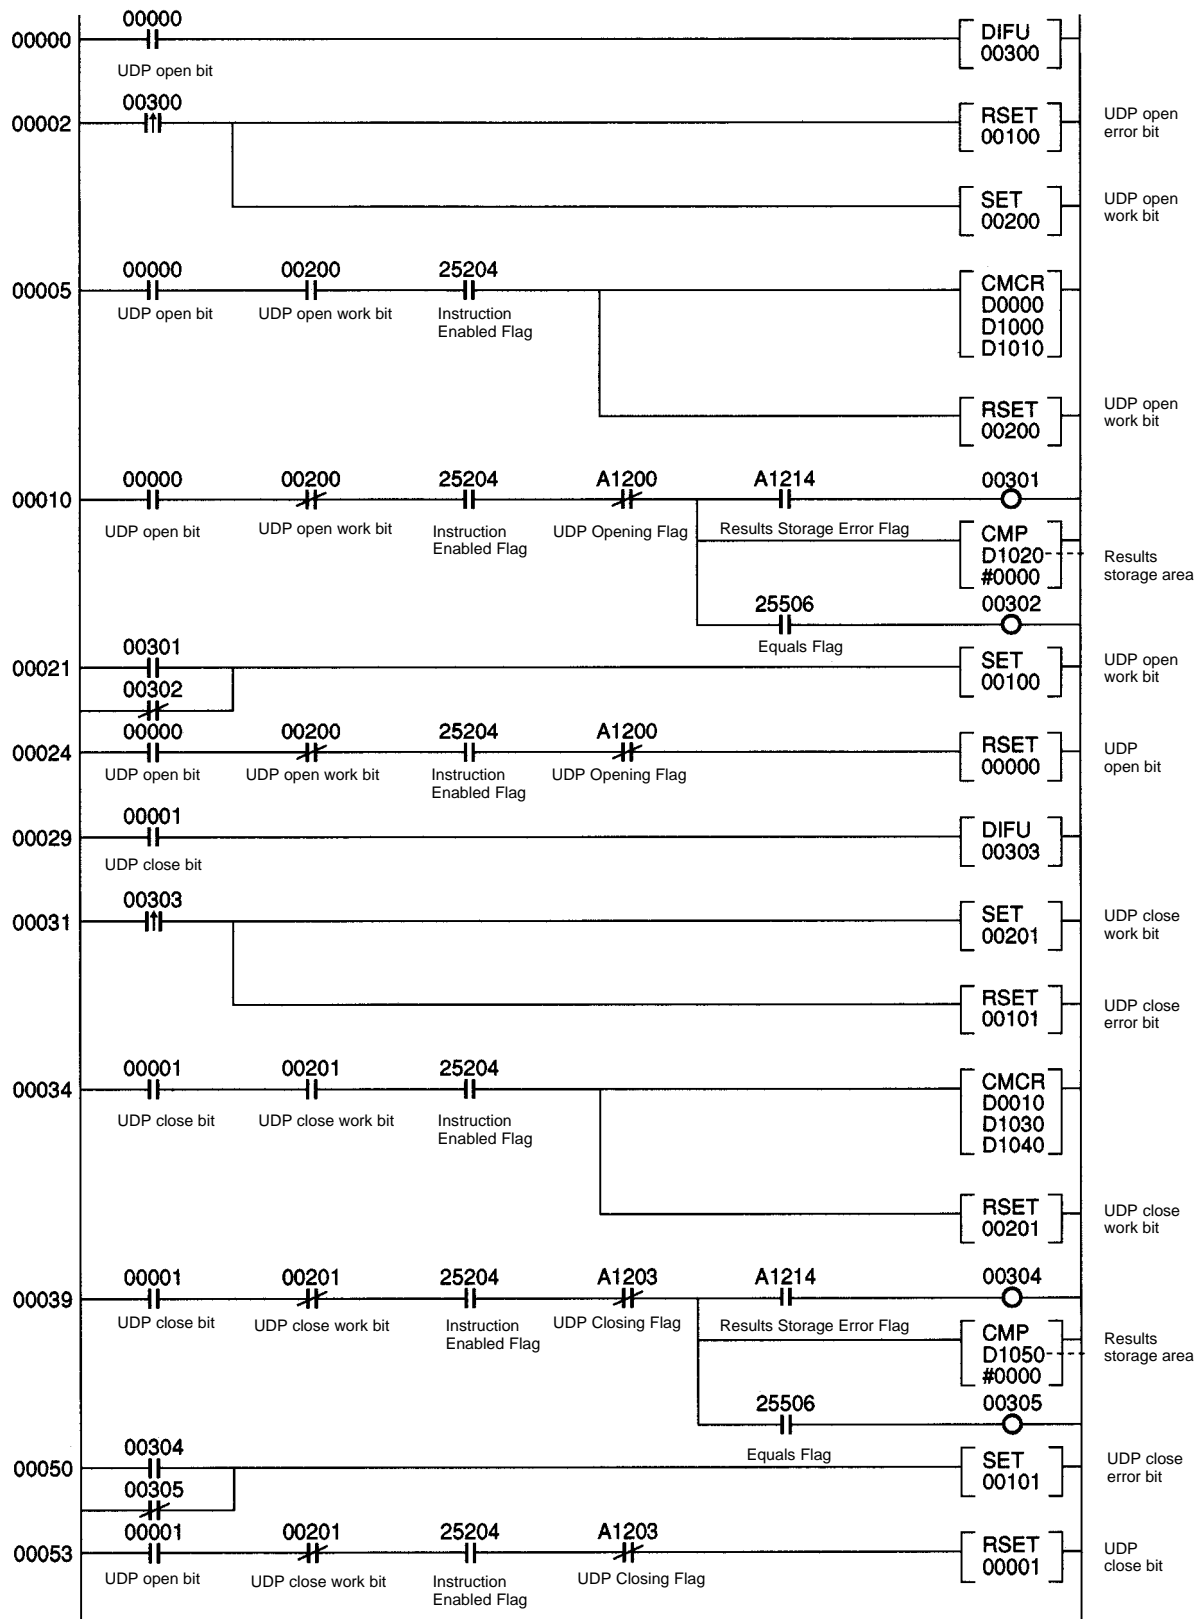 00000
00000
DIFU
00300
UDP open bit
00300
00002
RSET
00100
UDP open
error bit
SET
00200
UDP open
work bit
00000 00200 25204
00005
UDP open bit UDP open work bit Instruction
Enabled Flag
CMCR
D0000
D1000
D1010
RSET
00200
UDP open
work bit
00000 00200 25204 A1200 A1214 00301
00010
UDP open bit UDP open work bit Instruction
Enabled Flag
UDP Opening Flag Results Storage Error Flag
CMP
D1020
#0000
Results
storage area
25506 00302
Equals Flag
00301
00021
SET
00100
UDP open
work bit
00302
00000 00200 25204 A1200
00024
UDP open bit UDP open work bit Instruction
Enabled Flag
UDP Opening Flag
RSET
00000
UDP
open bit
00001
00029
DIFU
00303
UDP close bit
00303
00031
SET
00201
UDP close
work bit
RSET
00101
UDP close
error bit
00001 00201 25204
00034
UDP close bit UDP close work bit Instruction
Enabled Flag
CMCR
D0010
D1030
D1040
RSET
00201
UDP close
work bit
00001 00201 25204 A1203 A1214 00304
00039
UDP close bit UDP close work bit Instruction
Enabled Flag
UDP Closing Flag Results Storage Error Flag
CMP
D1050
#0000
Results
storage area
25506 00305
Equals Flag
00304
00050
SET
00101
UDP close
error bit
00305
00001 00201 25204 A1203
00053
UDP open bit UDP close work bit Instruction
Enabled Flag
UDP Closing Flag
RSET
00001
UDP
close bit